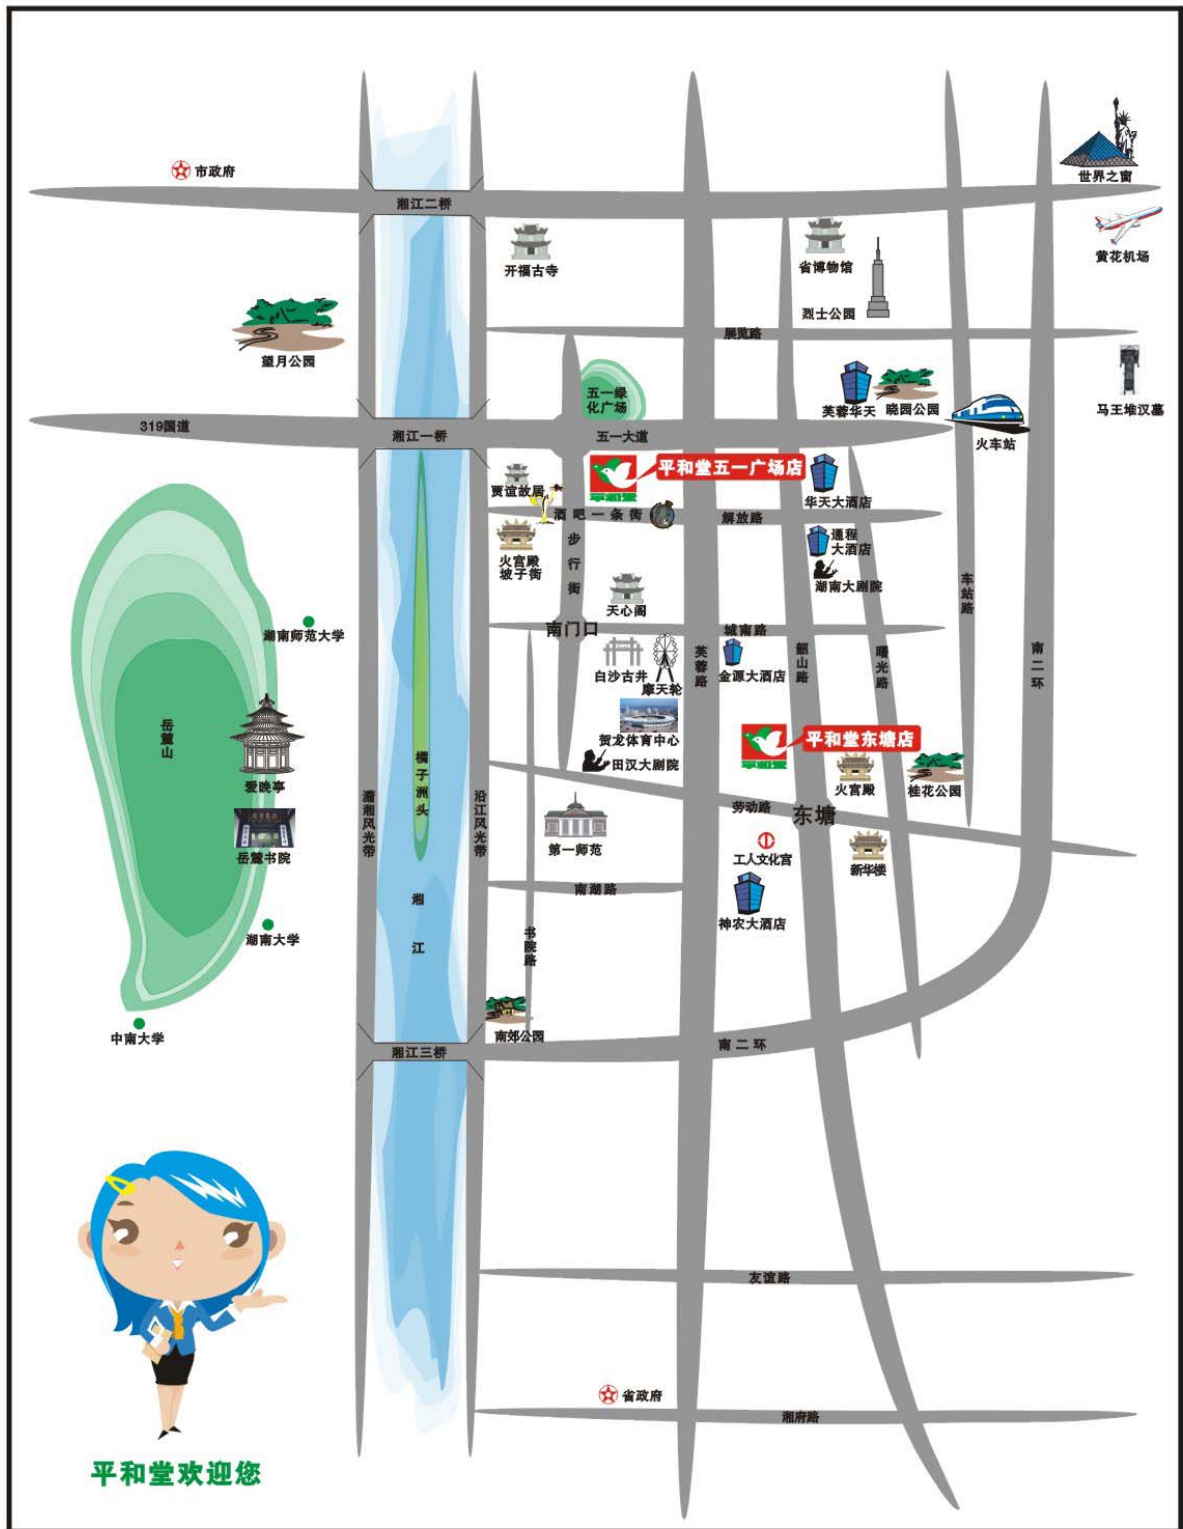 世界之窗
市政府
湘江二桥
黄花机场
开福古寺
省博物馆
烈士公园
展览路
望月公园
五一绿
化广场
芙蓉华天
晓园公园
马王堆汉墓
319国道
湘江一桥
五一大道
火车站
平和堂五一广场店
平和堂
贾谊故居
华天大酒店
酒吧一条街
解放路
步行街
通程
大酒店
火宫殿
坡子街
湖南大剧院
车站路
天心阁
湖南师范大学
南门口
城南路
芙蓉路
韶山路
曙光路
南二环
白沙古井
摩天轮
金源大酒店
岳麓山
贺龙体育中心
平和堂东塘店
平和堂
田汉大剧院
橘子洲头
爱晚亭
火宫殿
桂花公园
潇湘风光带
沿江风光带
劳动路
东塘
岳麓书院
第一师范
工人文化宫
新华楼
南湖路
湘江
神农大酒店
书院路
湖南大学
中南大学
南郊公园
湘江三桥
南二环
友谊路
省政府
湘府路
平和堂欢迎您